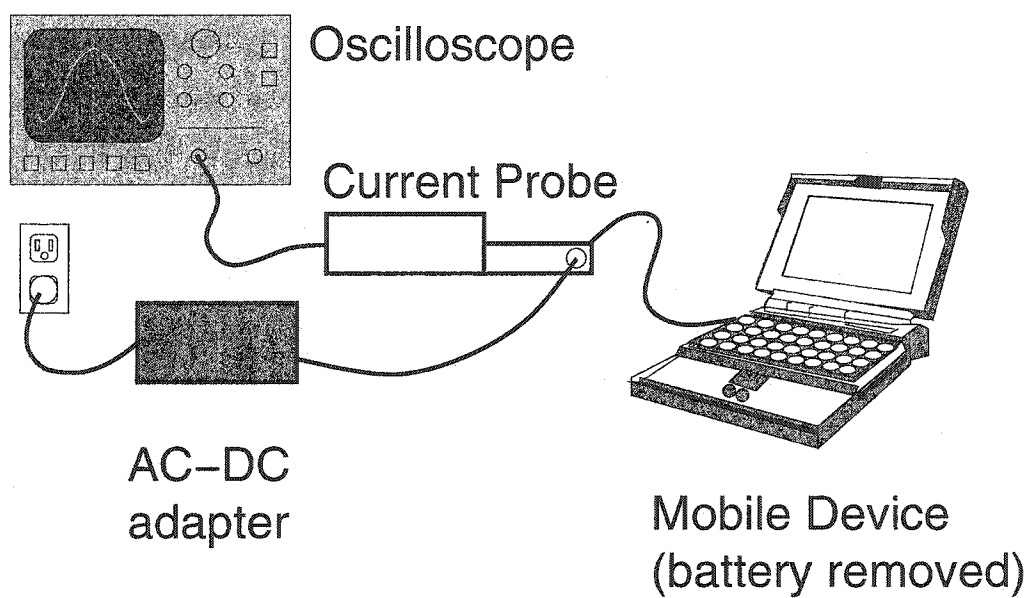 Oscilloscope
Current Probe
AC–DC
adapter
Mobile Device
(battery removed)